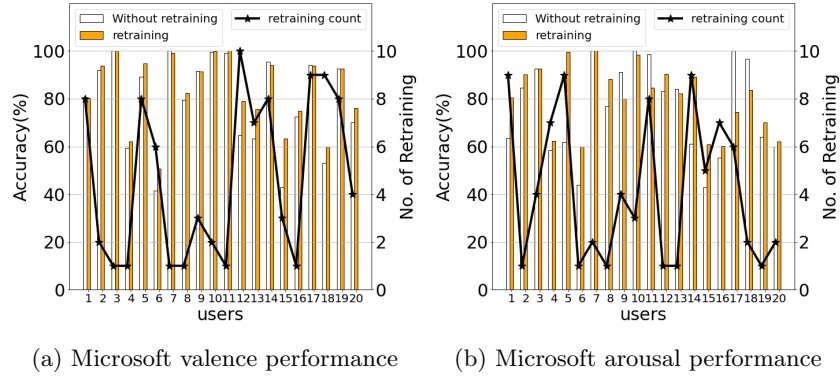 Without retraining
retraining
retraining count
100
80
60
40
20
0
Accuracy(%)
10
8
6
4
2
0
No. of Retraining
1 2 3 4 5 6 7 8 9 10 11 12 13 14 15 16 17 18 19 20
users
(a) Microsoft valence performance
Without retraining
retraining
retraining count
100
80
60
40
20
0
Accuracy(%)
10
8
6
4
2
0
No. of Retraining
1 2 3 4 5 6 7 8 9 10 11 12 13 14 15 16 17 18 19 20
users
(b) Microsoft arousal performance